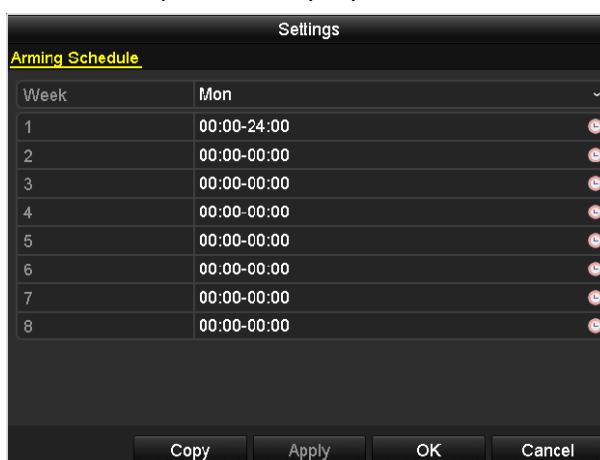 Settings
Arming Schedule
Week Mon
1 00:00-24:00
2 00:00-00:00
3 00:00-00:00
4 00:00-00:00
5 00:00-00:00
6 00:00-00:00
7 00:00-00:00
8 00:00-00:00
Copy Apply OK Cancel